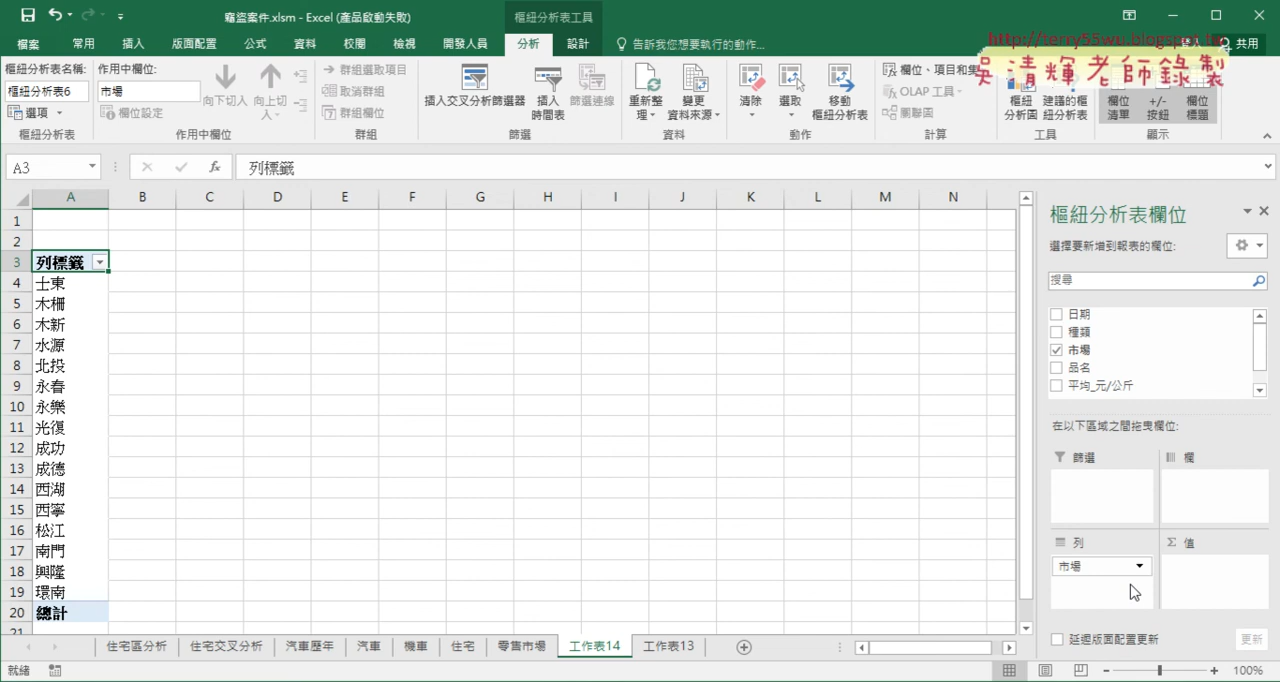 竊盜案件.xlsm - Excel (產品啟動失敗)
樞紐分析表工具
檔案 常用 插入 版面配置 公式 資料 校閱 檢視 開發人員 分析 設計 告訴我您想要執行的動作... 共用
http://terry55wu.blogspot.tw
吳清輝老師錄製
樞紐分析表名稱:
樞紐分析表6
選項
樞紐分析表
作用中欄位:
市場
欄位設定
向下切入
向上切入
作用中欄位
群組選取項目
取消群組
群組欄位
群組
插入交叉分析篩選器
插入時間表
篩選連線
篩選
重新整理
變更資料來源
資料
清除
選取
移動樞紐分析表
動作
欄位、項目和集
OLAP 工具
關聯圖
計算
樞紐分析圖
建議的樞紐分析表
工具
欄位清單
+/- 按鈕
欄位標題
顯示
A3
fx
列標籤
A B C D E F G H I J K L M N
1
2
3 列標籤
4 士東
5 木柵
6 木新
7 水源
8 北投
9 永春
10 永樂
11 光復
12 成功
13 成德
14 西湖
15 西寧
16 松江
17 南門
18 興隆
19 環南
20 總計
21
樞紐分析表欄位
選擇要新增到報表的欄位:
搜尋
日期
種類
市場
品名
平均_元/公斤
在以下區域之間拖曳欄位:
篩選
欄
列
Σ 值
市場
延遲版面配置更新
更新
住宅區分析 住宅交叉分析 汽車歷年 汽車 機車 住宅 零售市場 工作表14 工作表13
就緒
100%